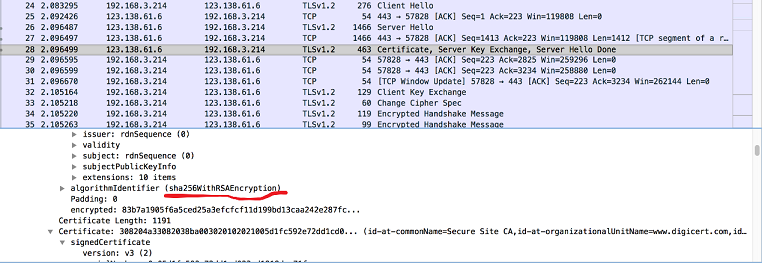 24 2.083295 192.168.3.214 123.138.61.6 TLSv1.2 276 Client Hello
25 2.092914 123.138.61.6 192.168.3.214 TCP 54 443 → 57828 [ACK] Seq=1 Ack=223 Win=119808 Len=0
26 2.096487 123.138.61.6 192.168.3.214 TLSv1.2 1466 Server Hello
27 2.096497 123.138.61.6 192.168.3.214 TCP 1466 443 → 57828 [ACK] Seq=1413 Ack=223 Win=119808 Len=1412 [TCP segment of a r…
28 2.096499 123.138.61.6 192.168.3.214 TLSv1.2 463 Certificate, Server Key Exchange, Server Hello Done
29 2.096595 192.168.3.214 123.138.61.6 TCP 54 57828 → 443 [ACK] Seq=223 Ack=2825 Win=259296 Len=0
30 2.096599 192.168.3.214 123.138.61.6 TCP 54 57828 → 443 [ACK] Seq=223 Ack=3234 Win=258880 Len=0
31 2.096670 192.168.3.214 123.138.61.6 TCP 54 [TCP Window Update] 57828 → 443 [ACK] Seq=223 Ack=3234 Win=262144 Len=0
32 2.105164 192.168.3.214 123.138.61.6 TLSv1.2 129 Client Key Exchange
33 2.105218 192.168.3.214 123.138.61.6 TLSv1.2 60 Change Cipher Spec
34 2.105220 192.168.3.214 123.138.61.6 TLSv1.2 119 Encrypted Handshake Message
35 2.105263 192.168.3.214 123.138.61.6 TLSv1.2 99 Encrypted Handshake Message
issuer: rdnSequence (0)
validity
subject: rdnSequence (0)
subjectPublicKeyInfo
extensions: 10 items
algorithmIdentifier (sha256WithRSAEncryption)
Padding: 0
encrypted: 83b7a1905f6a5ced25a3efcfcf11d199bd13caa242e287fc...
Certificate Length: 1191
Certificate: 308204a33082038ba003020102021005d1fc592e72dd1cd0... (id-at-commonName=Secure Site CA,id-at-organizationalUnitName=www.digicert.com,id…
signedCertificate
version: v3 (2)